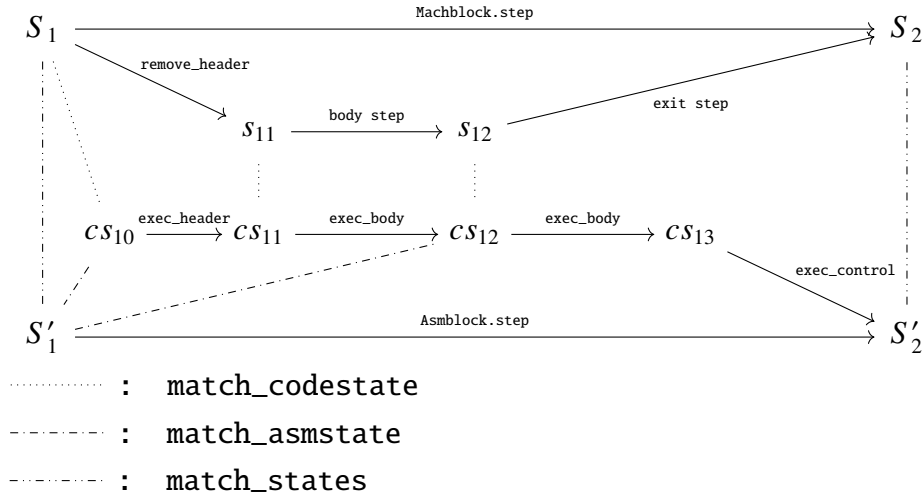 Machblock.step
S₁ S₂
remove_header
body step
exit step
s₁₁ s₁₂
exec_header exec_body exec_body
cs₁₀ cs₁₁ cs₁₂ cs₁₃
exec_control
Asmblock.step
S′₁ S′₂
: match_codestate
: match_asmstate
: match_states